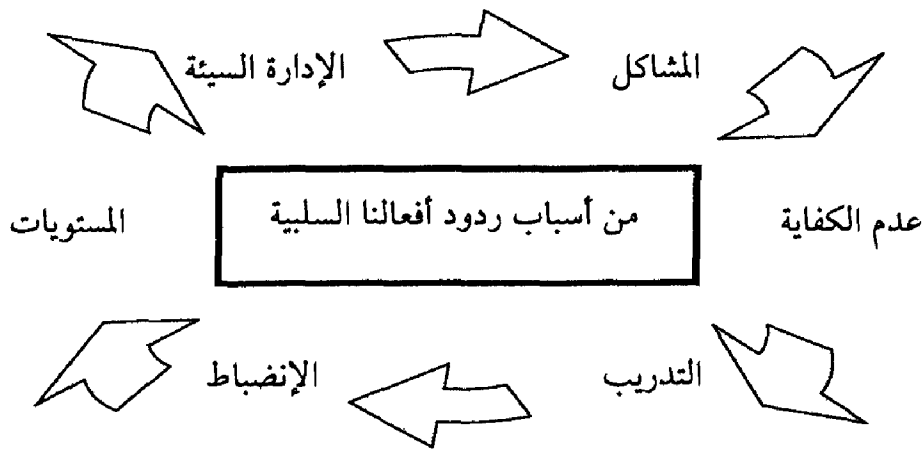 المشاكل
الإدارة السيئة
عدم الكفاية
من أسباب ردود أفعالنا السلبية
المستويات
التدريب
الإنضباط